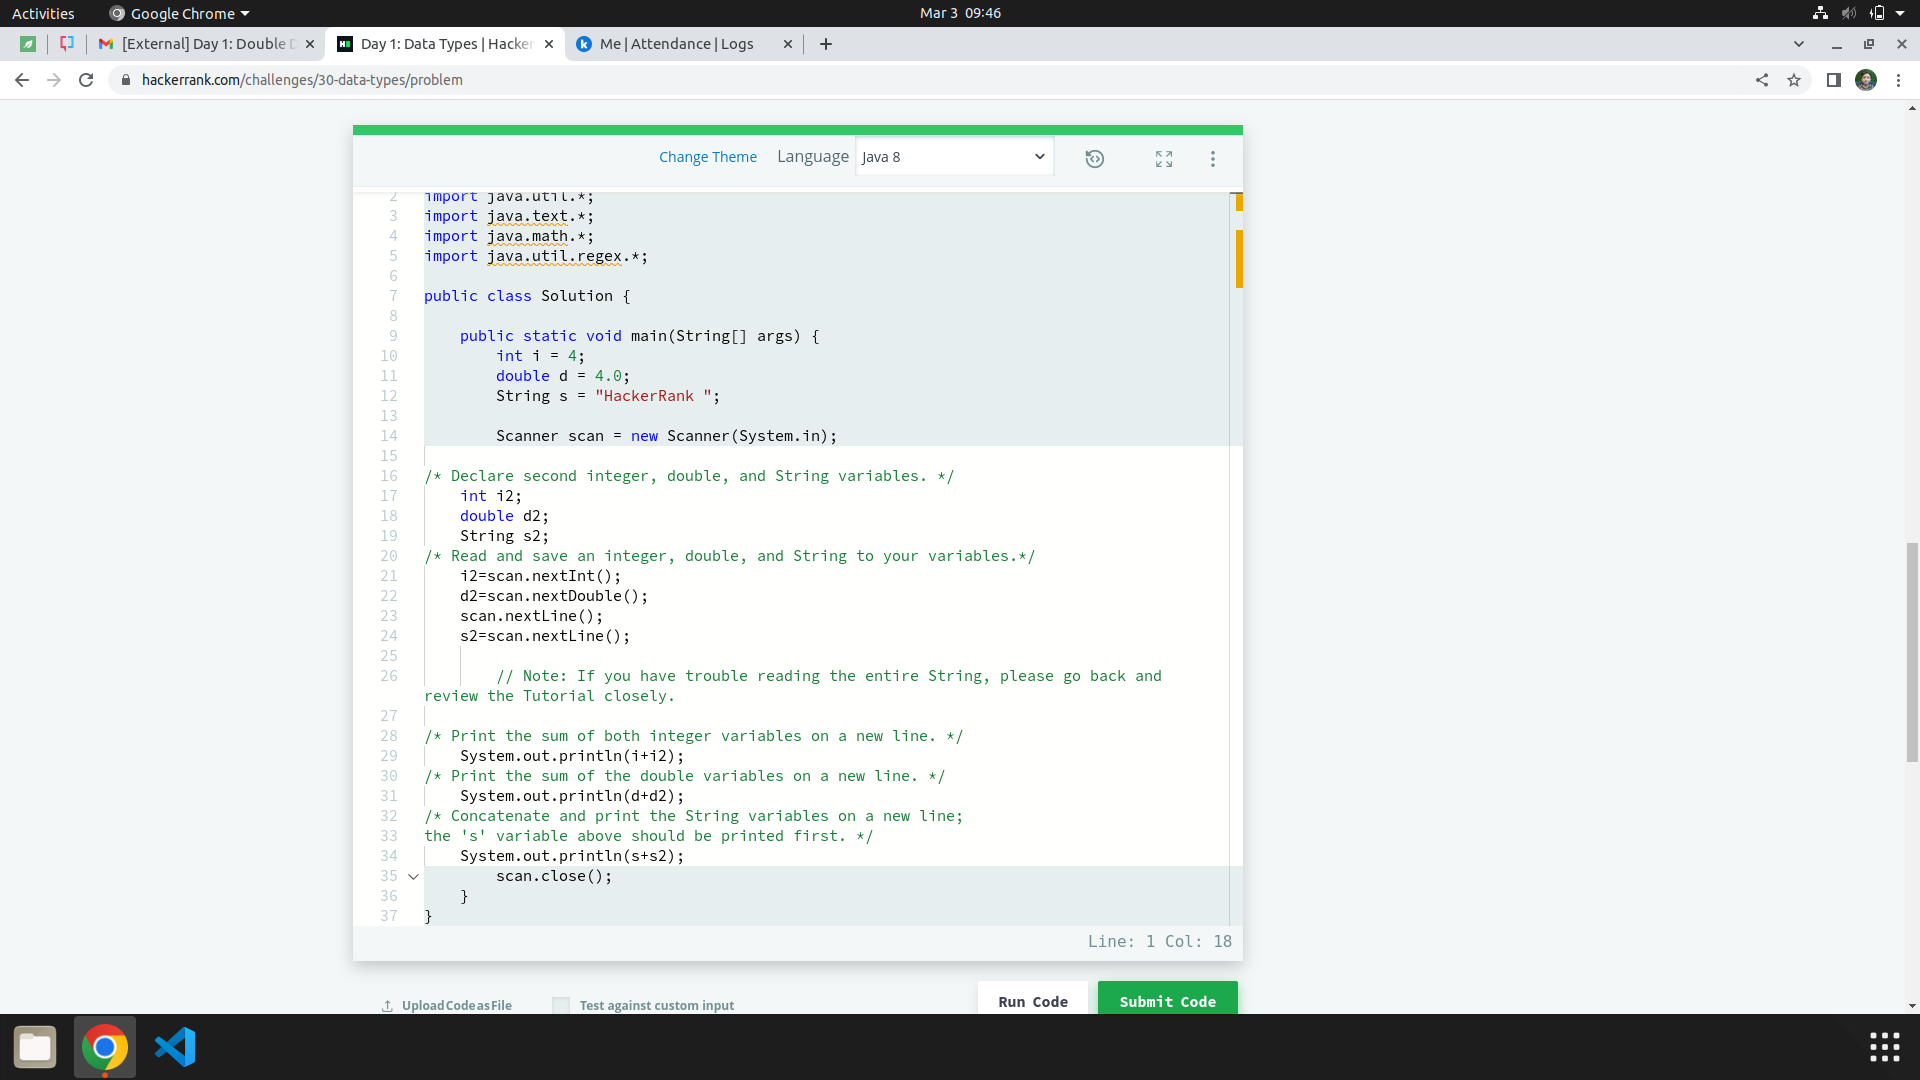 Activities
Google Chrome
Mar 3 09:46
[External] Day 1: Double D
Day 1: Data Types | Hacker
Me | Attendance | Logs
hackerrank.com/challenges/30-data-types/problem
Change Theme
Language
Java 8
2 import java.util.*;
3 import java.text.*;
4 import java.math.*;
5 import java.util.regex.*;
6
7 public class Solution {
8
9 public static void main(String[] args) {
10 int i = 4;
11 double d = 4.0;
12 String s = "HackerRank ";
13
14 Scanner scan = new Scanner(System.in);
15
16 /* Declare second integer, double, and String variables. */
17 int i2;
18 double d2;
19 String s2;
20 /* Read and save an integer, double, and String to your variables.*/
21 i2=scan.nextInt();
22 d2=scan.nextDouble();
23 scan.nextLine();
24 s2=scan.nextLine();
25
26 // Note: If you have trouble reading the entire String, please go back and
review the Tutorial closely.
27
28 /* Print the sum of both integer variables on a new line. */
29 System.out.println(i+i2);
30 /* Print the sum of the double variables on a new line. */
31 System.out.println(d+d2);
32 /* Concatenate and print the String variables on a new line;
33 the 's' variable above should be printed first. */
34 System.out.println(s+s2);
35 scan.close();
36 }
37 }
Line: 1 Col: 18
Upload Code as File
Test against custom input
Run Code
Submit Code